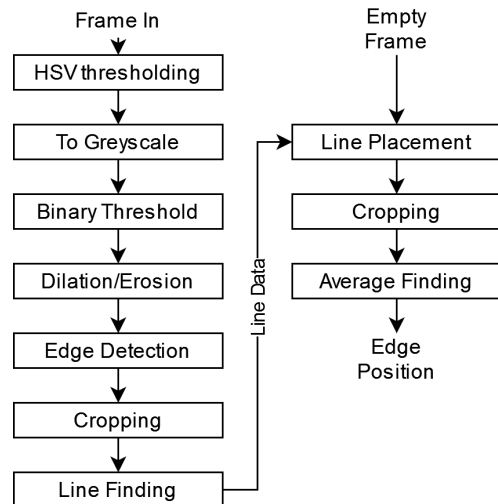 Frame In
HSV thresholding
To Greyscale
Binary Threshold
Dilation/Erosion
Edge Detection
Cropping
Line Finding
Line Data
Empty
Frame
Line Placement
Cropping
Average Finding
Edge
Position